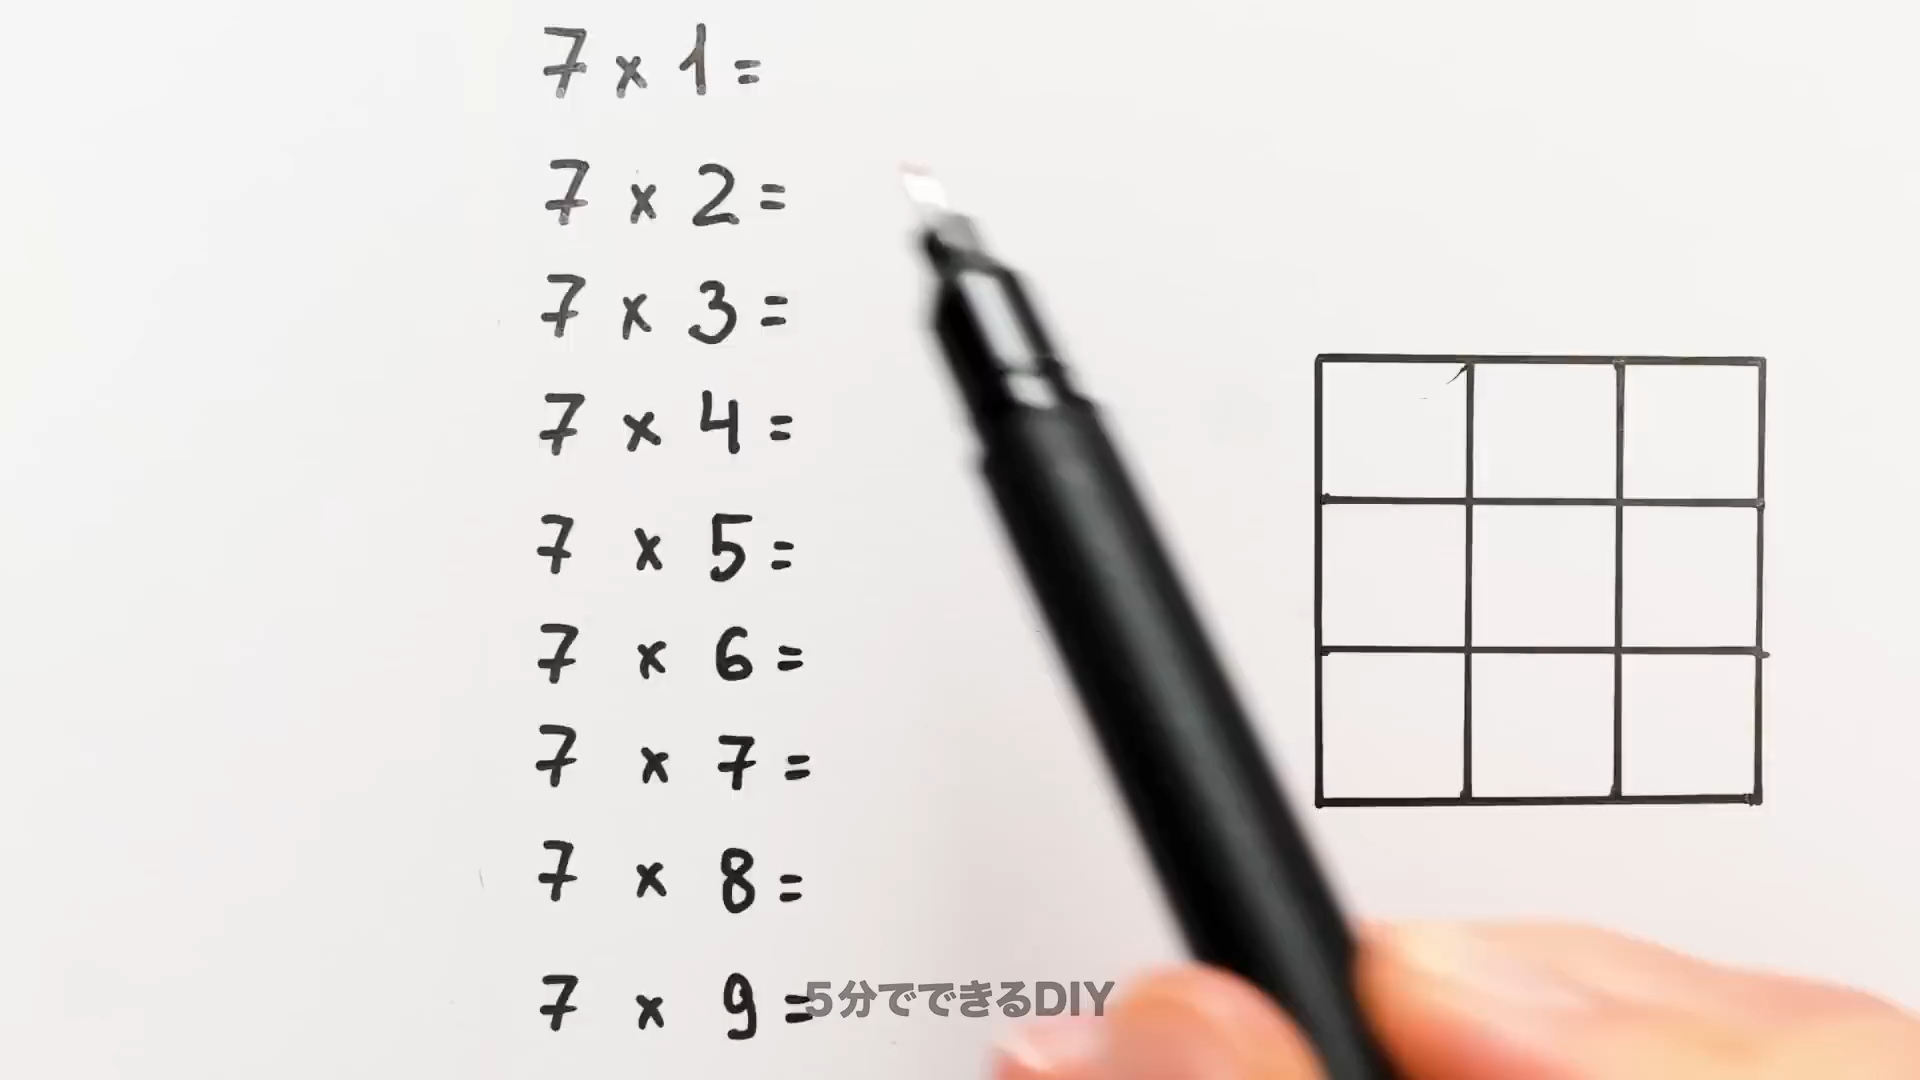 7 x 1 =
7 x 2 =
7 x 3 =
7 x 4 =
7 x 5 =
7 x 6 =
7 x 7 =
7 x 8 =
7 x 9 =
5分でできるDIY